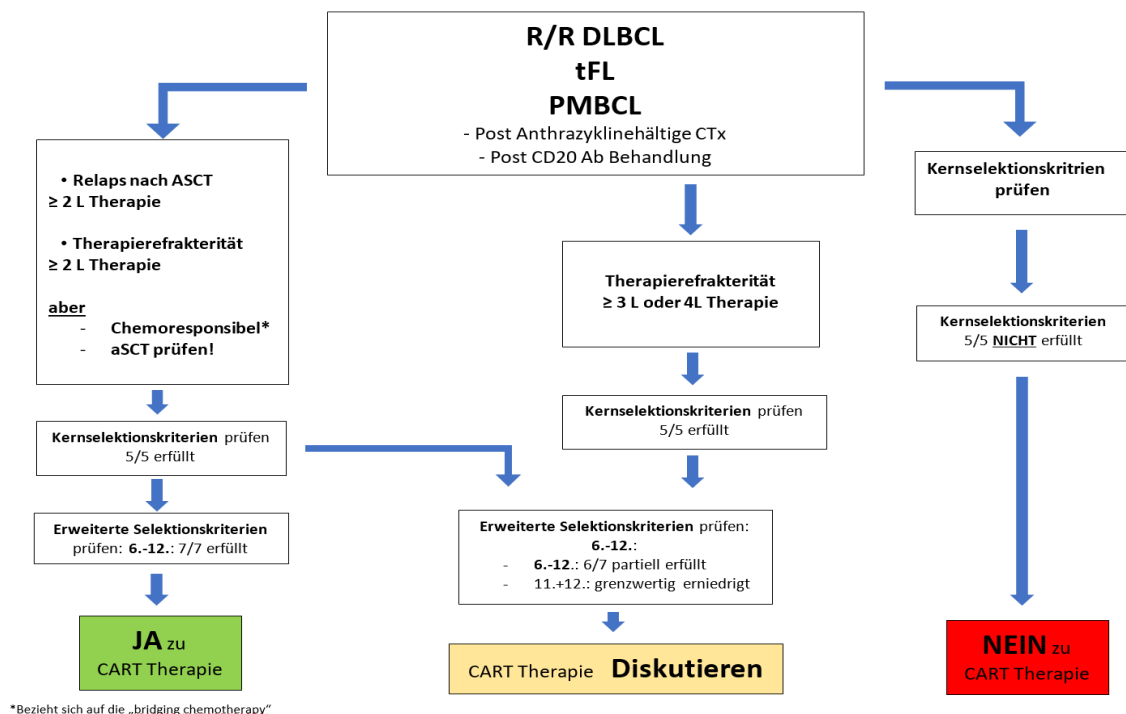 R/R DLBCL
tFL
PMBCL
- Post Anthrazyklinehältige CTx
- Post CD20 Ab Behandlung
• Relaps nach ASCT
≥ 2 L Therapie
• Therapierefrakterität
≥ 2 L Therapie
aber
- Chemoresponsibel*
- aSCT prüfen!
Kernselektionskriterien prüfen
5/5 erfüllt
Erweiterte Selektionskriterien
prüfen: 6.-12.: 7/7 erfüllt
JA zu
CART Therapie
Therapierefrakterität
≥ 3 L oder 4L Therapie
Kernselektionskriterien prüfen
5/5 erfüllt
Erweiterte Selektionskriterien prüfen:
6.-12.:
- 6.-12.: 6/7 partiell erfüllt
- 11.+12.: grenzwertig erniedrigt
CART Therapie Diskutieren
Kernselektionskritrien
prüfen
Kernselektionskriterien
5/5 NICHT erfüllt
NEIN zu
CART Therapie
*Bezieht sich auf die „bridging chemotherapy“